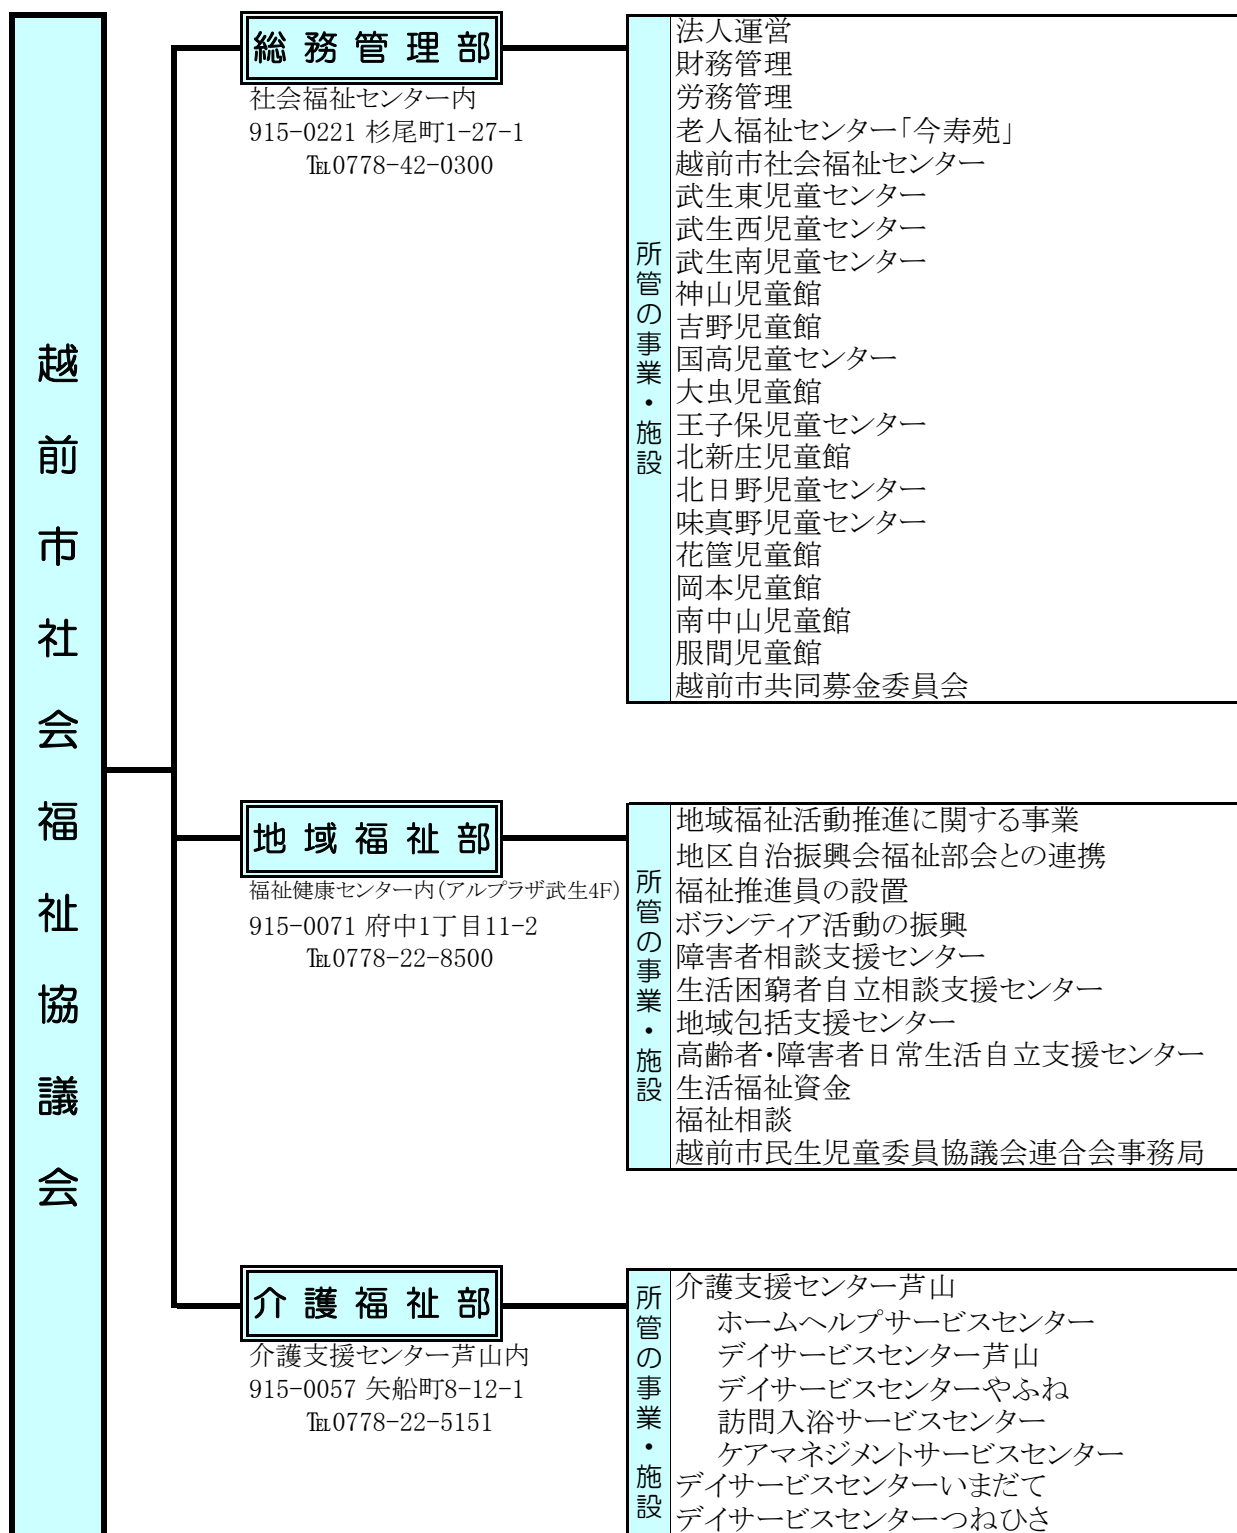 越前市社会福祉協議会
総務管理部
社会福祉センター内
915-0221 杉尾町1-27-1
℡0778-42-0300
所管の事業・施設
法人運営
財務管理
労務管理
老人福祉センター「今寿苑」
越前市社会福祉センター
武生東児童センター
武生西児童センター
武生南児童センター
神山児童館
吉野児童館
国高児童センター
大虫児童館
王子保児童センター
北新庄児童館
北日野児童センター
味真野児童センター
花筐児童館
岡本児童館
南中山児童館
服間児童館
越前市共同募金委員会
地域福祉部
福祉健康センター内(アルプラザ武生4F)
915-0071 府中1丁目11-2
℡0778-22-8500
所管の事業・施設
地域福祉活動推進に関する事業
地区自治振興会福祉部会との連携
福祉推進員の設置
ボランティア活動の振興
障害者相談支援センター
生活困窮者自立相談支援センター
地域包括支援センター
高齢者・障害者日常生活自立支援センター
生活福祉資金
福祉相談
越前市民生児童委員協議会連合会事務局
介護福祉部
介護支援センター芦山内
915-0057 矢船町8-12-1
℡0778-22-5151
所管の事業・施設
介護支援センター芦山
ホームヘルプサービスセンター
デイサービスセンター芦山
デイサービスセンターやふね
訪問入浴サービスセンター
ケアマネジメントサービスセンター
デイサービスセンターいまだて
デイサービスセンターつねひさ